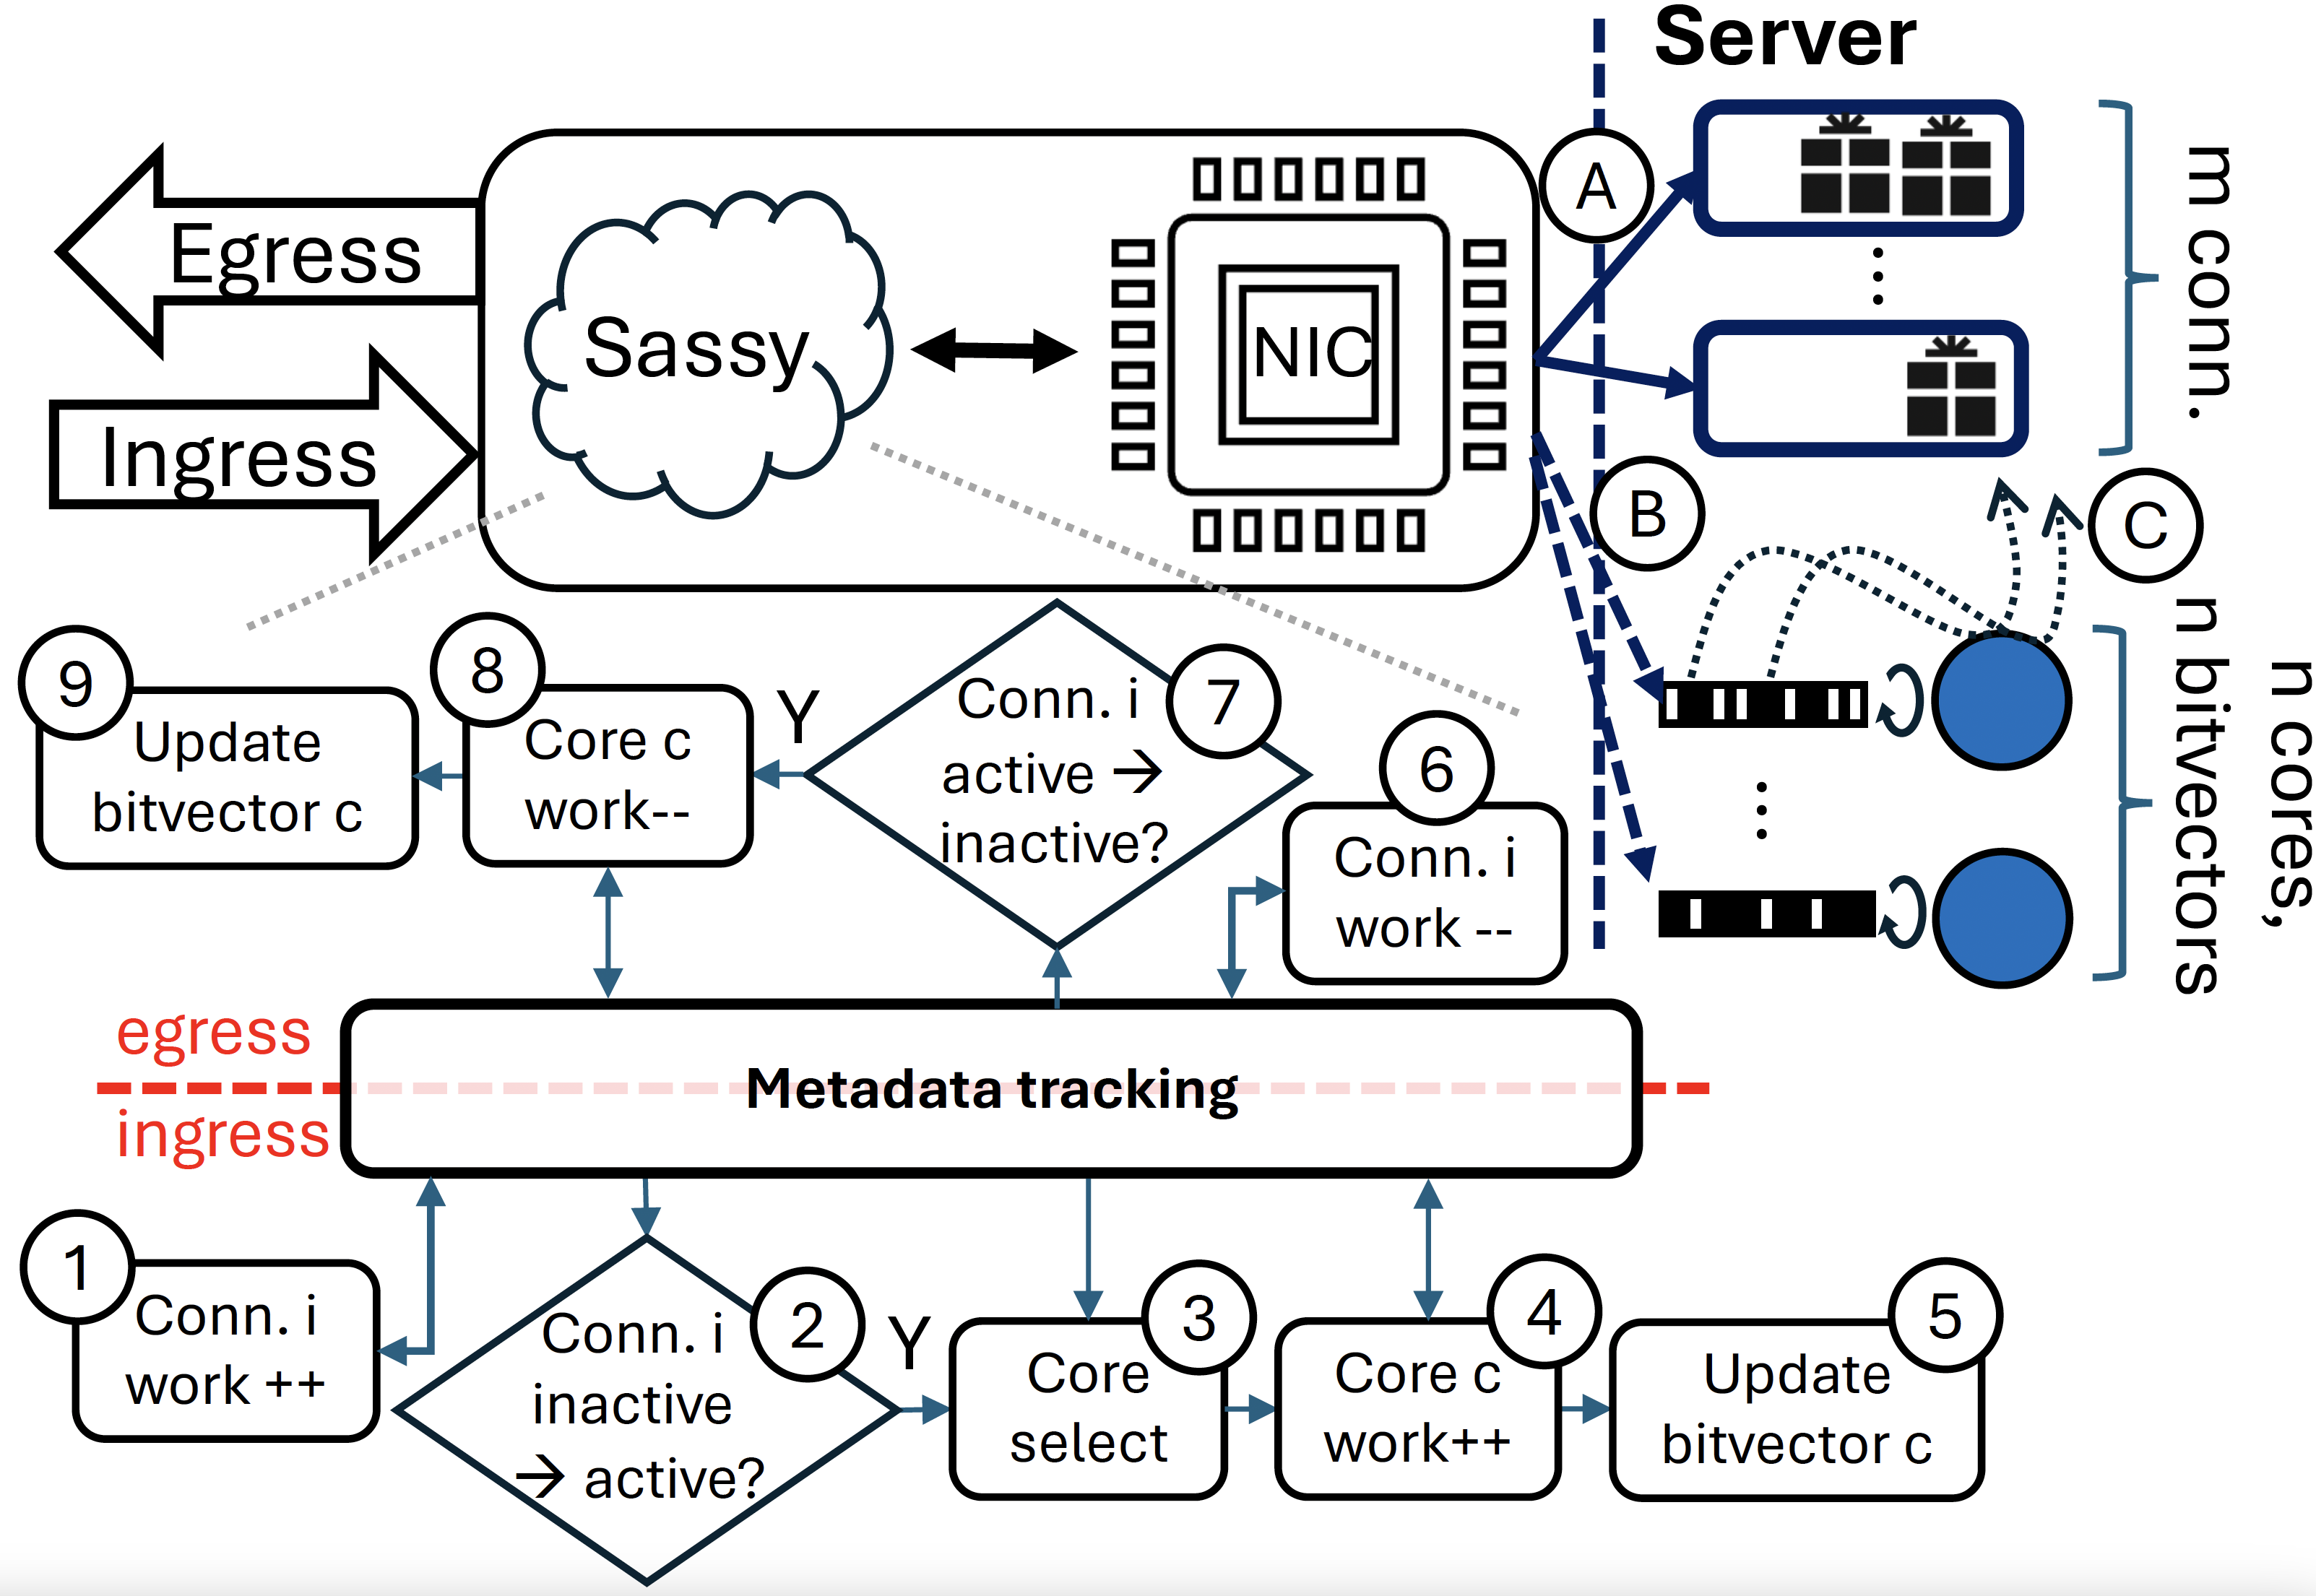 Server
Egress
Ingress
Sassy
NIC
A
B
C
m conn.
n cores,
n bitvectors
9
Update
bitvector c
8
Core c
work--
Y
7
Conn. i
active →
inactive?
6
Conn. i
work --
egress
Metadata tracking
ingress
1
Conn. i
work ++
2
Conn. i
inactive
→ active?
Y
3
Core
select
4
Core c
work++
5
Update
bitvector c